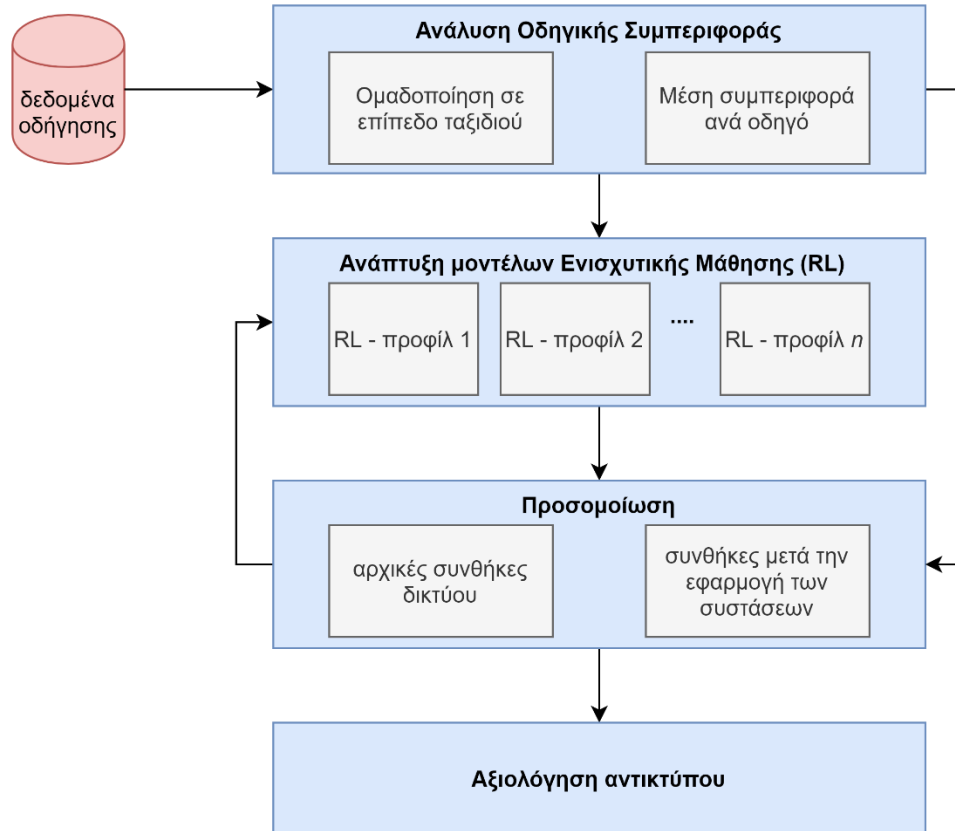 Ανάλυση Οδηγικής Συμπεριφοράς
δεδομένα
οδήγησης
Ομαδοποίηση σε
επίπεδο ταξιδιού
Μέση συμπεριφορά
ανά οδηγό
Ανάπτυξη μοντέλων Ενισχυτικής Μάθησης (RL)
RL - προφίλ 1
RL - προφίλ 2
....
RL - προφίλ n
Προσομοίωση
αρχικές συνθήκες
δικτύου
συνθήκες μετά την
εφαρμογή των
συστάσεων
Αξιολόγηση αντικτύπου